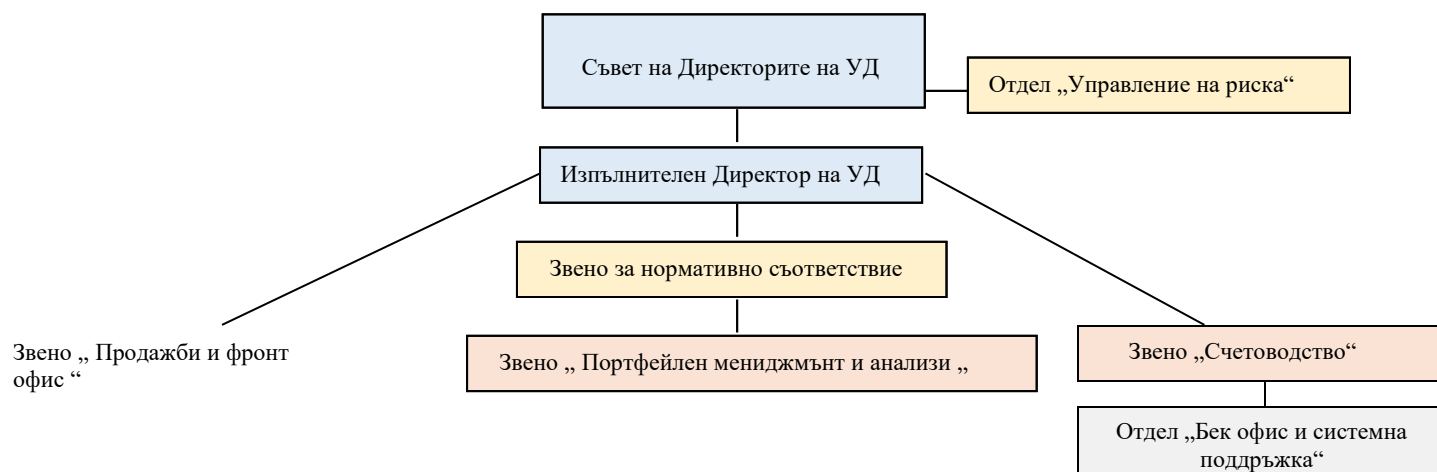 Съвет на Директорите на УД
Отдел „Управление на риска“
Изпълнителен Директор на УД
Звено за нормативно съответствие
Звено „ Продажби и фронт
офис “
Звено „ Портфейлен мениджмънт и анализи „
Звено „Счетоводство“
Отдел „Бек офис и системна
поддръжка“